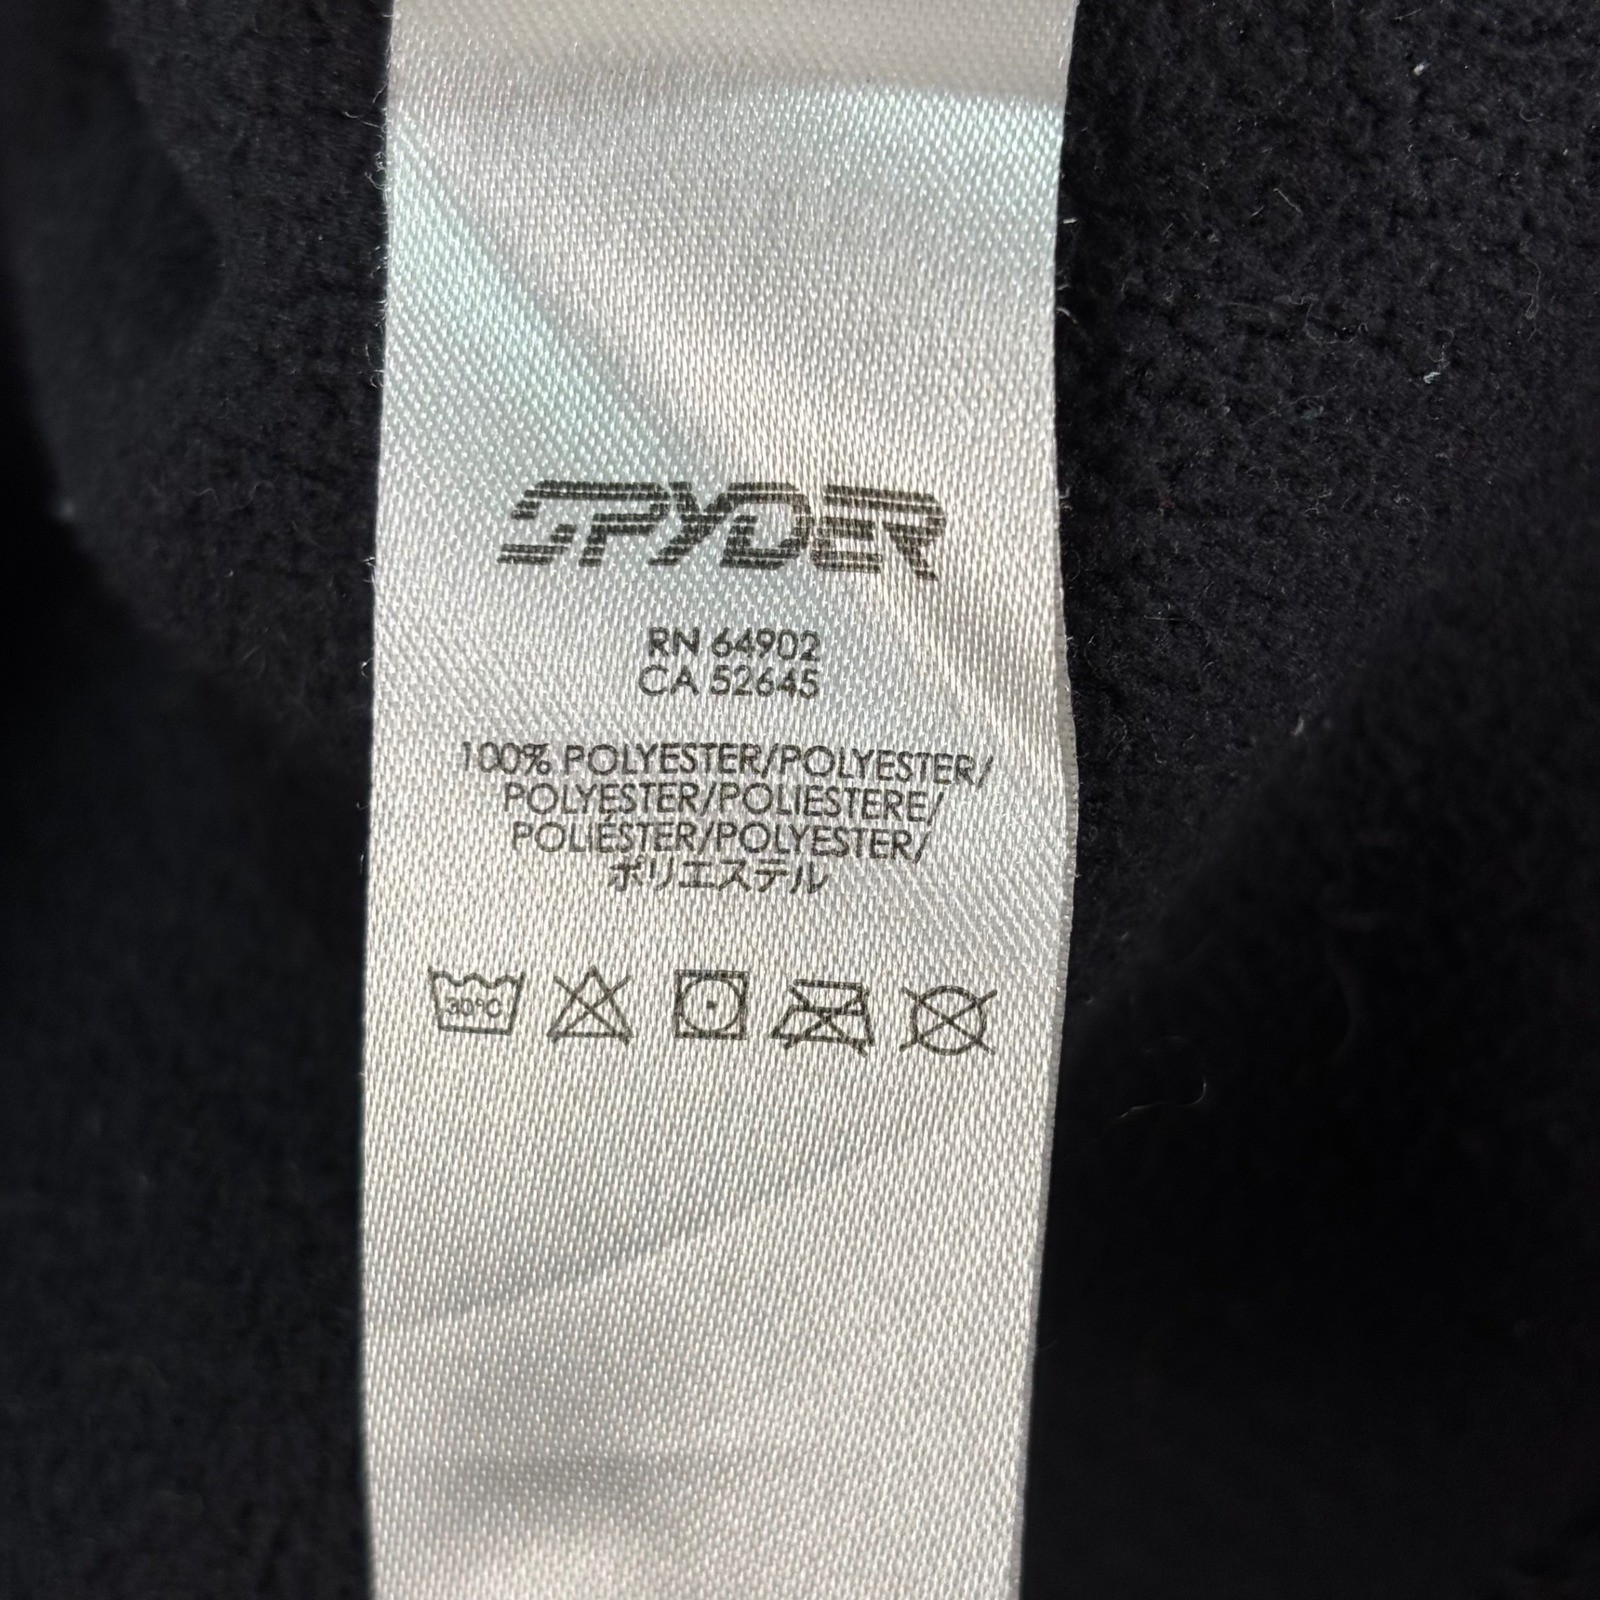 SPYDER
RN 64902
CA 52645
100% POLYESTER/POLYESTER/
POLYESTER/POLIESTERE/
POLIÉSTER/POLYESTER/
ポリエステル
30°C